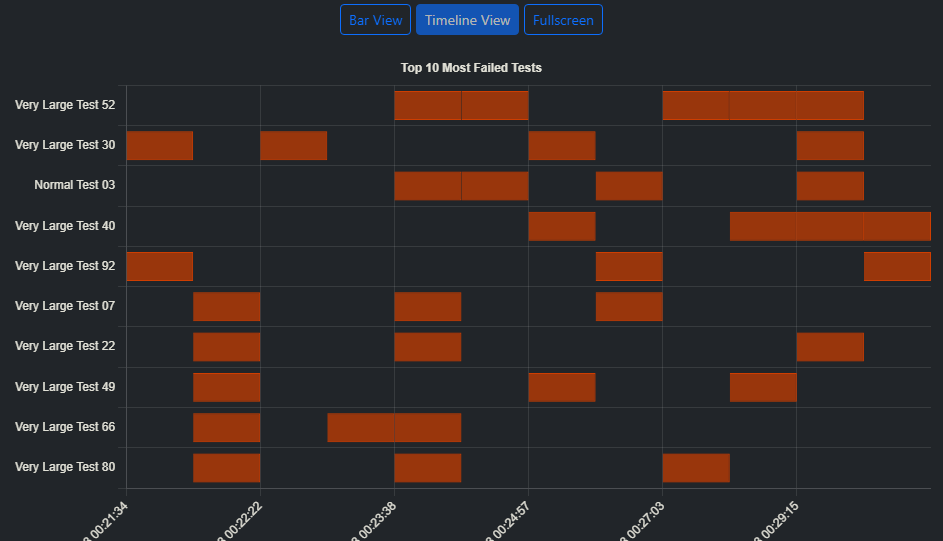 Bar View
Timeline View
Fullscreen
Top 10 Most Failed Tests
Very Large Test 52
Very Large Test 30
Normal Test 03
Very Large Test 40
Very Large Test 92
Very Large Test 07
Very Large Test 22
Very Large Test 49
Very Large Test 66
Very Large Test 80
00:21:34
00:22:22
00:23:38
00:24:57
00:27:03
00:29:15